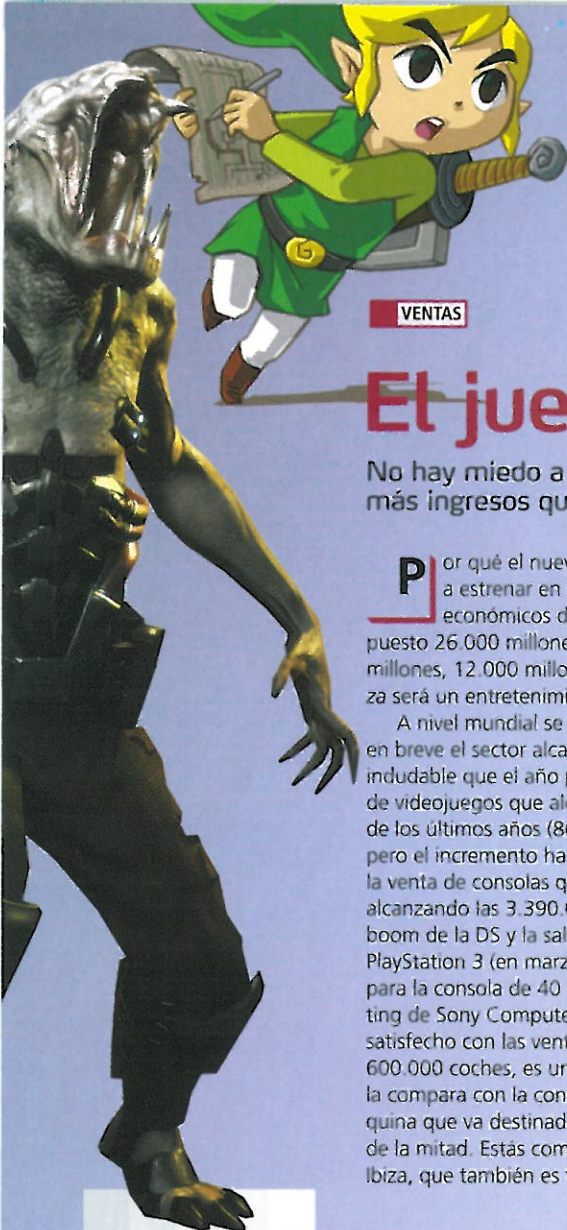 VENTAS
El jue
No hay miedo a
más ingresos qu
Por qué el nuev
a estrenar en
económicos d
puesto 26.000 millone
millones, 12.000 millo
za será un entretenimi
A nivel mundial se
en breve el sector alca
indudable que el año p
de videojuegos que al
de los últimos años (8
pero el incremento ha
la venta de consolas q
alcanzando las 3.390.
boom de la DS y la sal
PlayStation 3 (en marz
para la consola de 40
ting de Sony Compute
satisfecho con las vent
600.000 coches, es un
la compara con la con
quina que va destinad
de la mitad. Estás com
Ibiza, que también es